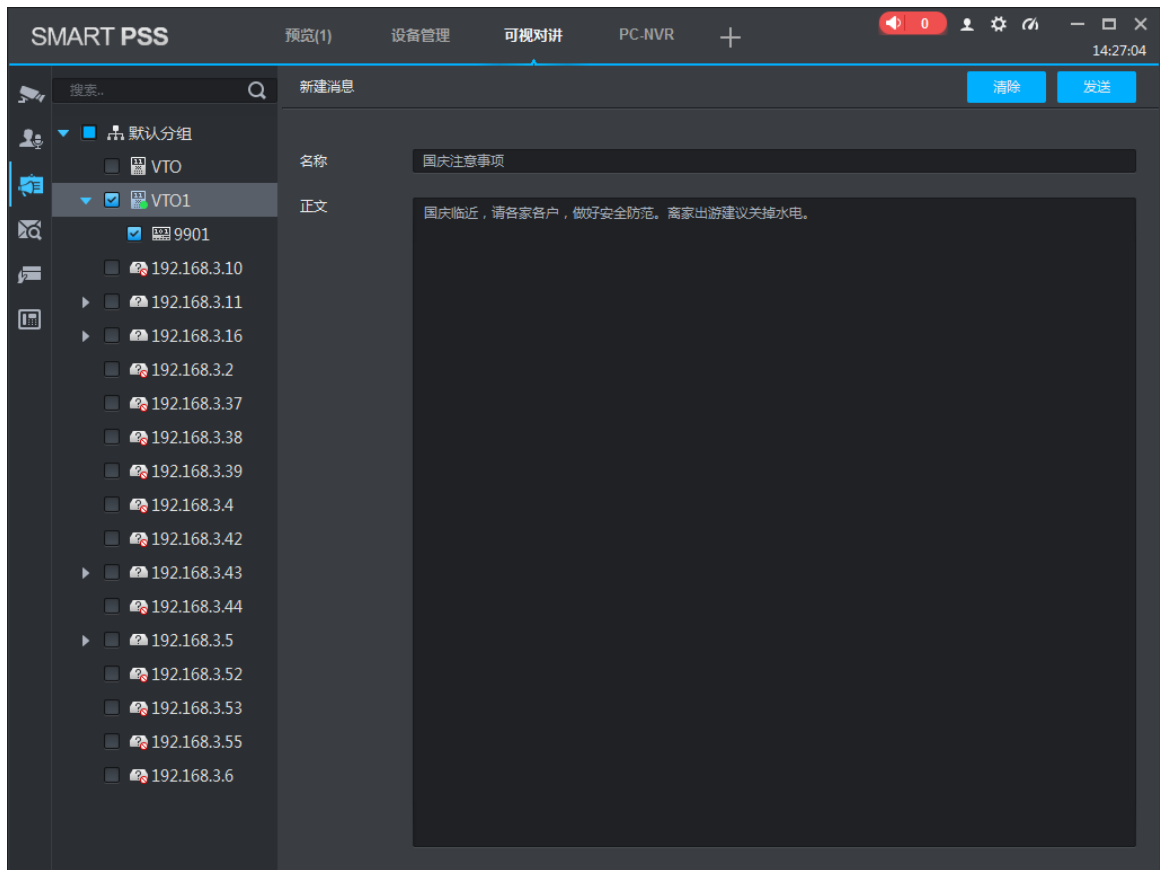 SMART PSS
预览(1)
设备管理
可视对讲
PC-NVR
0
14:27:04
搜索..
新建消息
清除
发送
默认分组
VTO
VTO1
9901
192.168.3.10
192.168.3.11
192.168.3.16
192.168.3.2
192.168.3.37
192.168.3.38
192.168.3.39
192.168.3.4
192.168.3.42
192.168.3.43
192.168.3.44
192.168.3.5
192.168.3.52
192.168.3.53
192.168.3.55
192.168.3.6
名称
国庆注意事项
正文
国庆临近，请各家各户，做好安全防范。离家出游建议关掉水电。